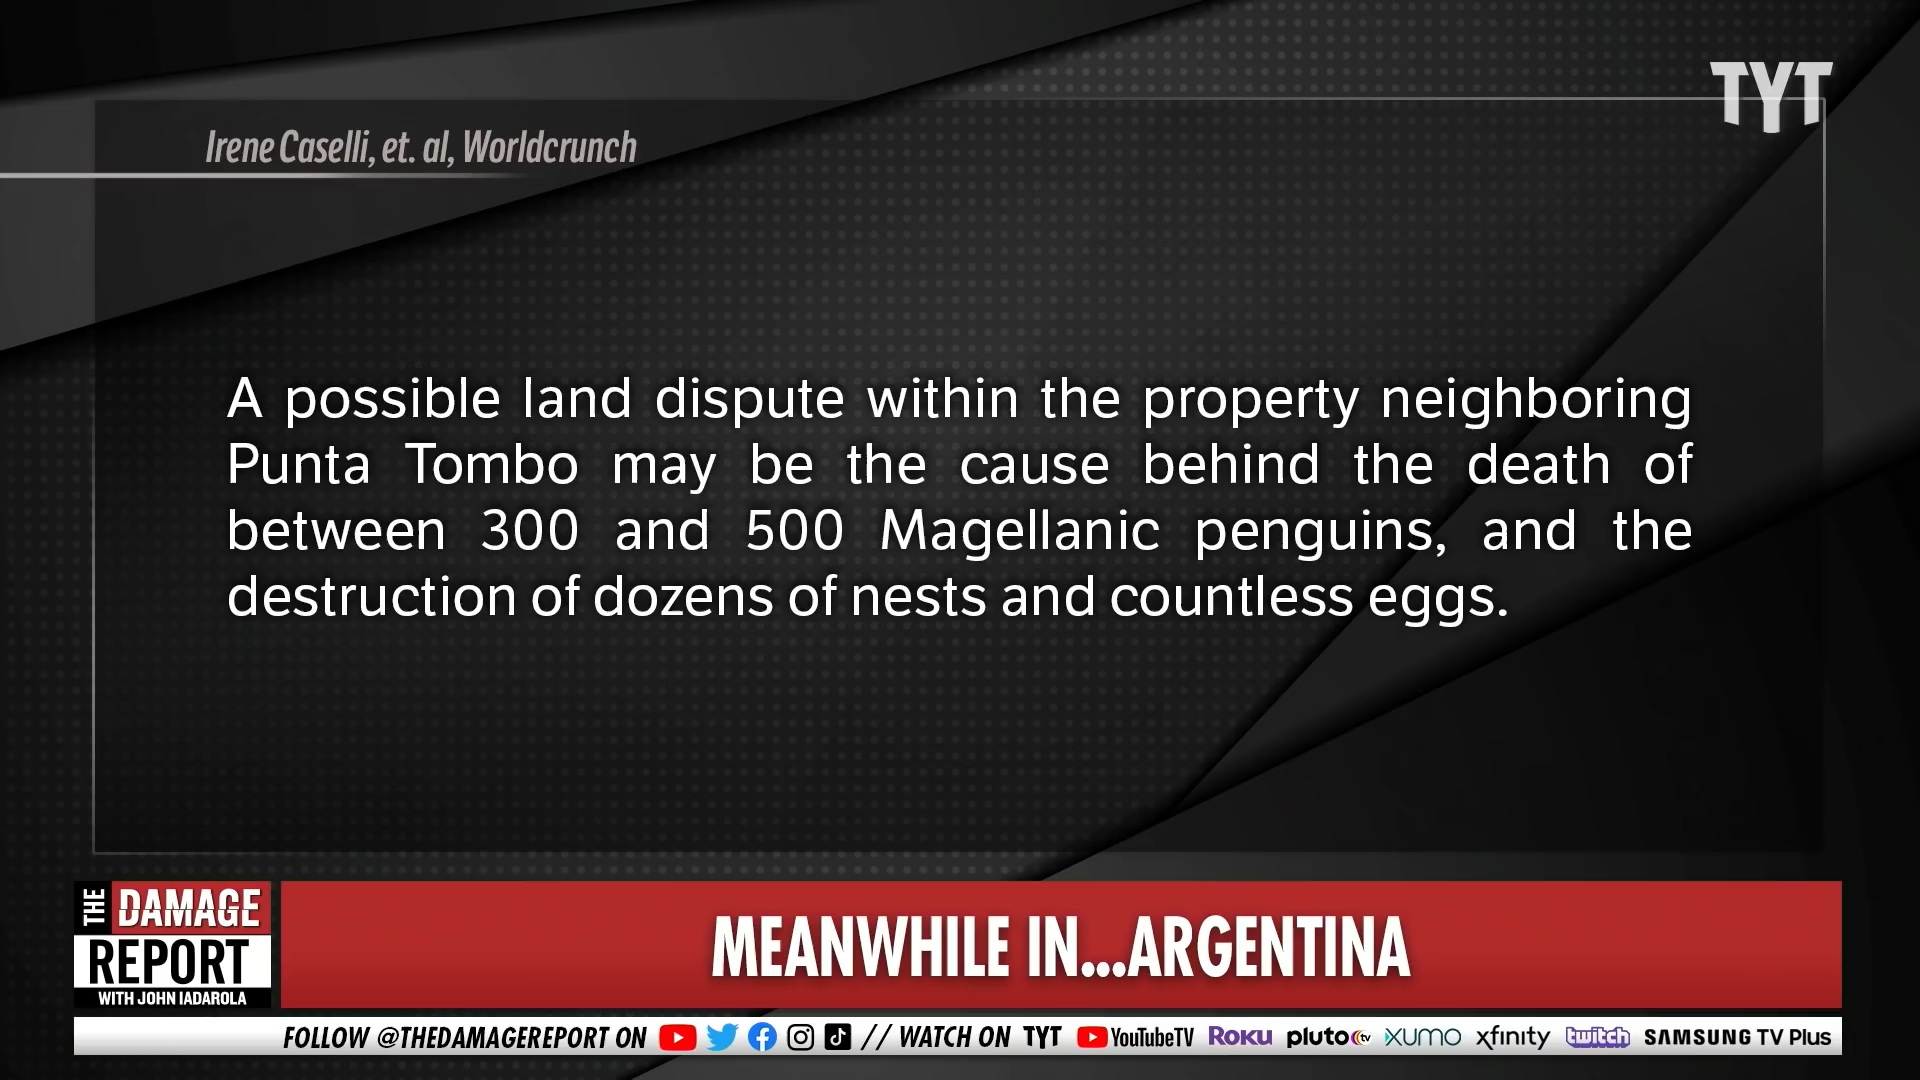 TYT
Irene Caselli, et. al, Worldcrunch
A possible land dispute within the property neighboring
Punta Tombo may be the cause behind the death of
between 300 and 500 Magellanic penguins, and the
destruction of dozens of nests and countless eggs.
THE DAMAGE
REPORT
WITH JOHN IADAROLA
MEANWHILE IN...ARGENTINA
FOLLOW @THEDAMAGEREPORT ON // WATCH ON TYT YouTubeTV ROKU pluto tv XUMO xfinity twitch SAMSUNG TV Plus